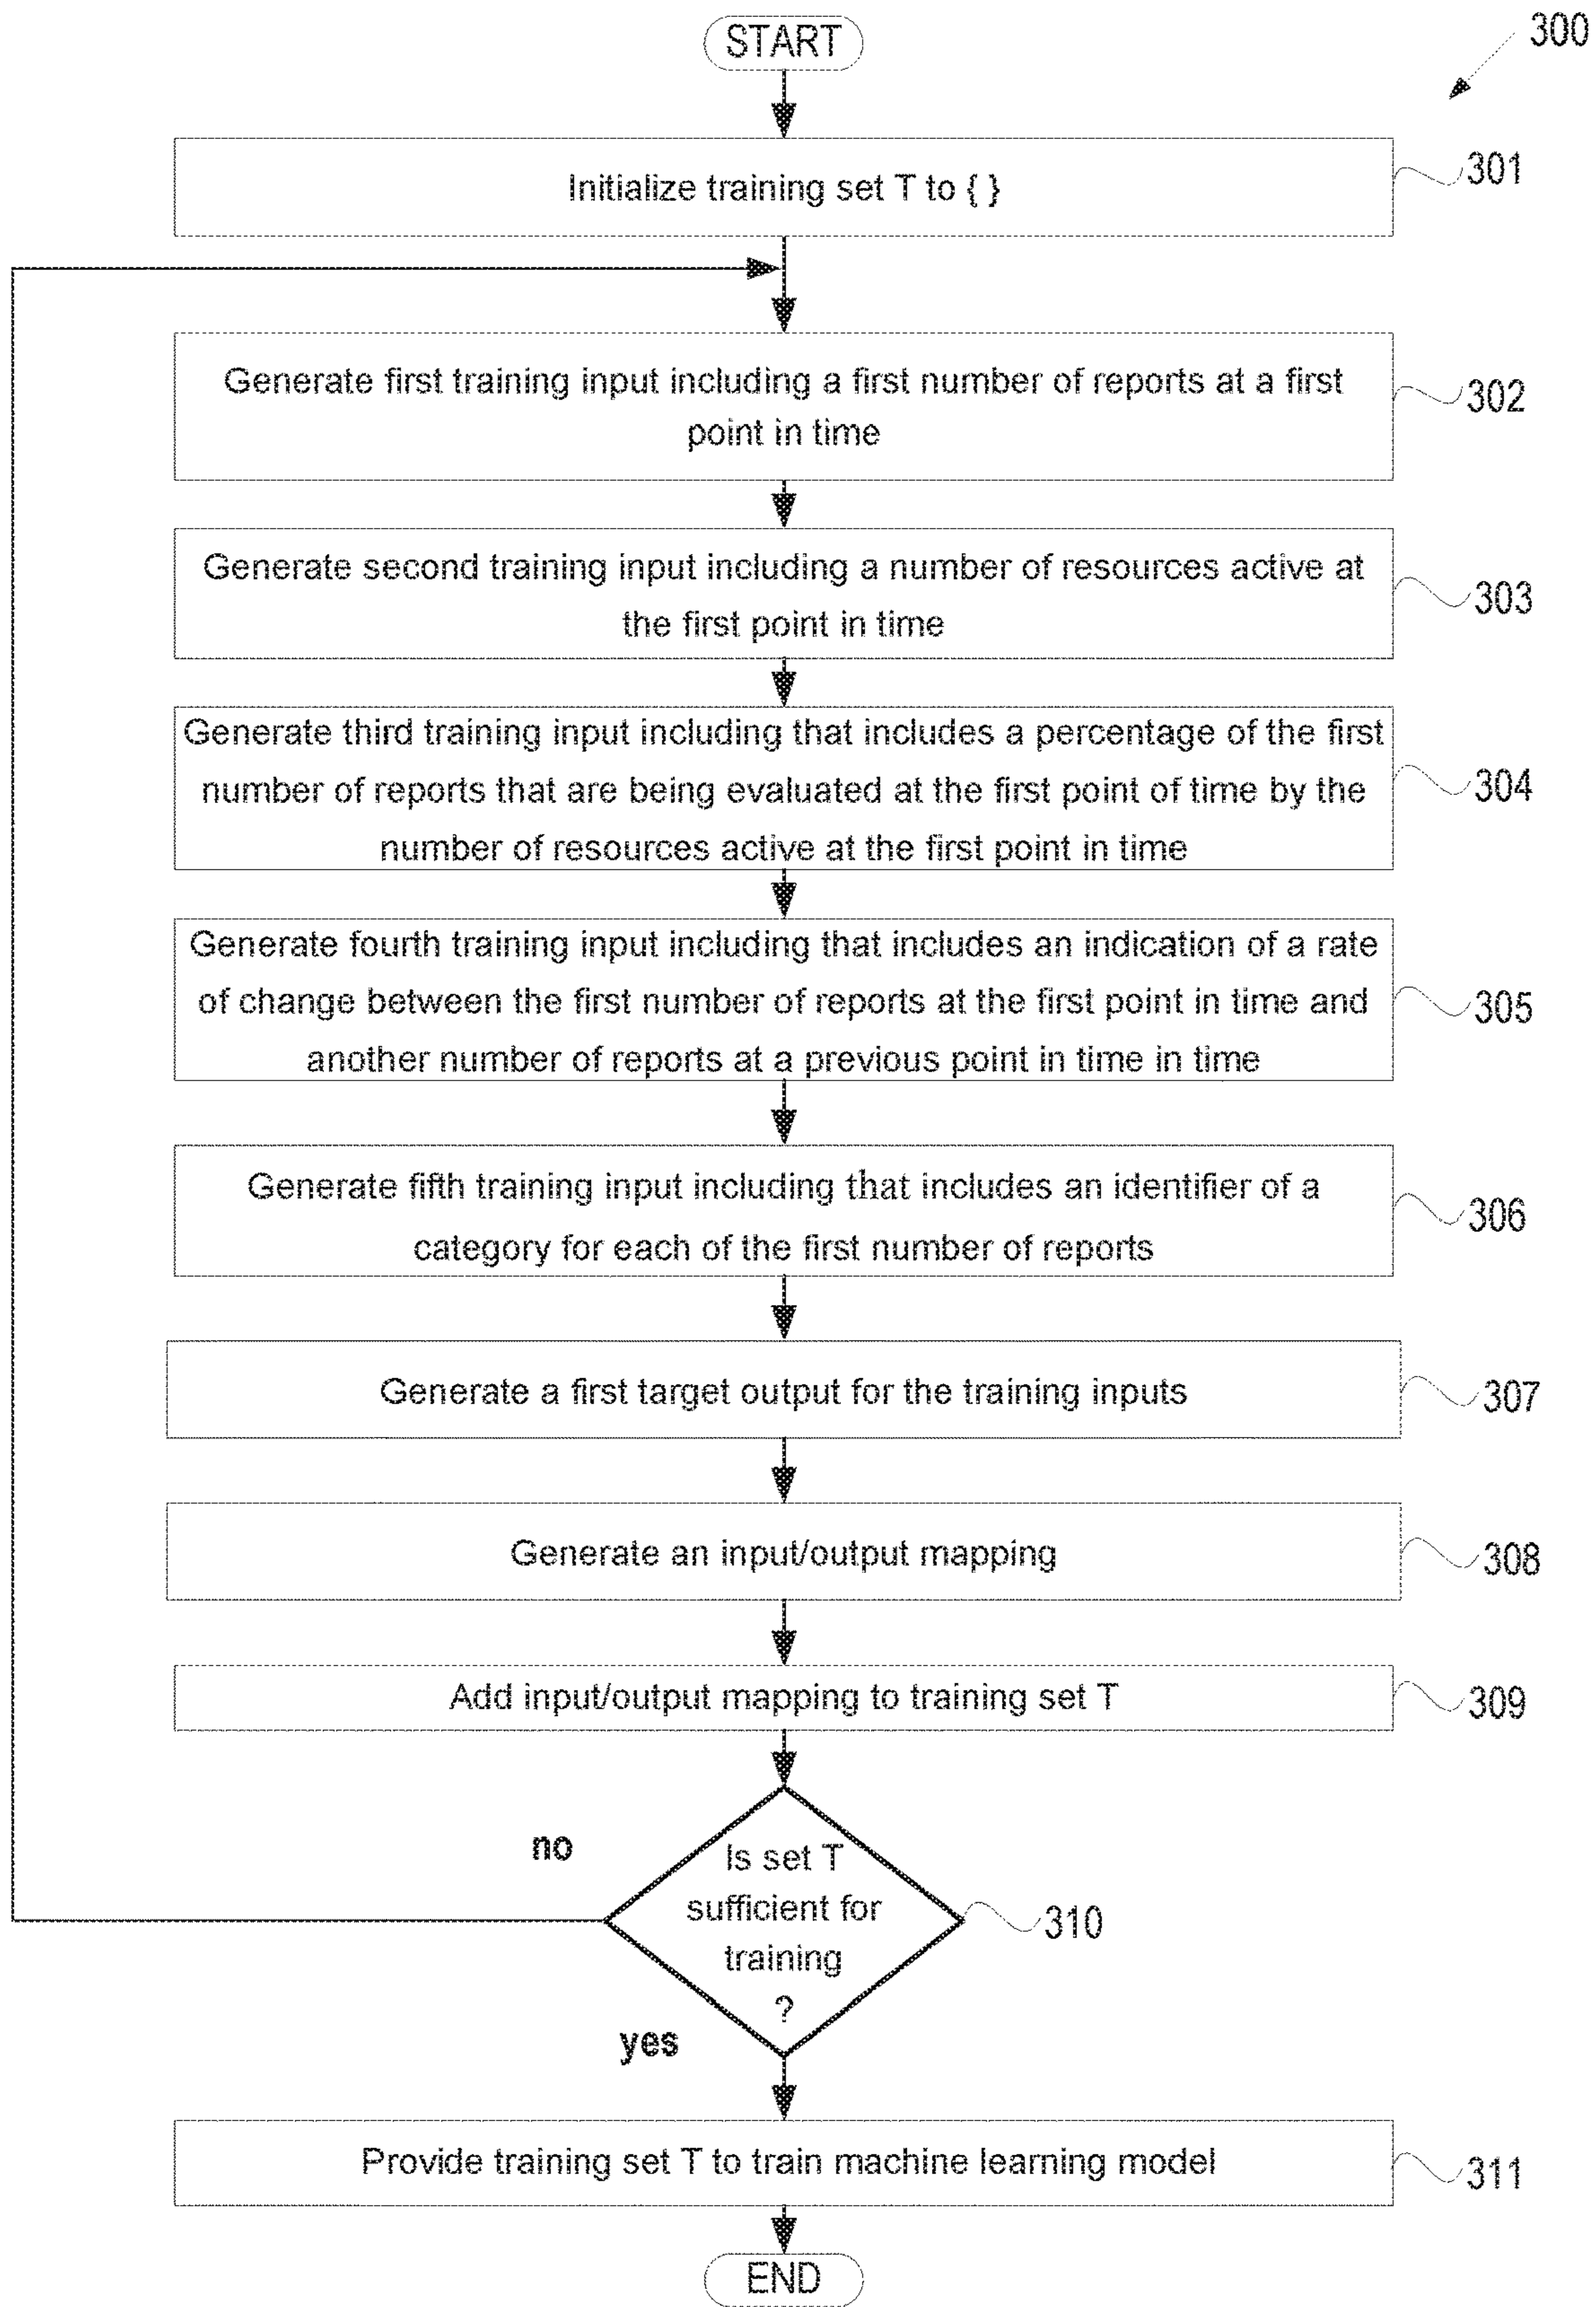 START
300
Initialize training set T to { }
301
Generate first training input including a first number of reports at a first
point in time
302
Generate second training input including a number of resources active at
the first point in time
303
Generate third training input including that includes a percentage of the first
number of reports that are being evaluated at the first point of time by the
number of resources active at the first point in time
304
Generate fourth training input including that includes an indication of a rate
of change between the first number of reports at the first point in time and
another number of reports at a previous point in time in time
305
Generate fifth training input including that includes an identifier of a
category for each of the first number of reports
306
Generate a first target output for the training inputs
307
Generate an input/output mapping
308
Add input/output mapping to training set T
309
no
Is set T
sufficient for
training
?
310
yes
Provide training set T to train machine learning model
311
END